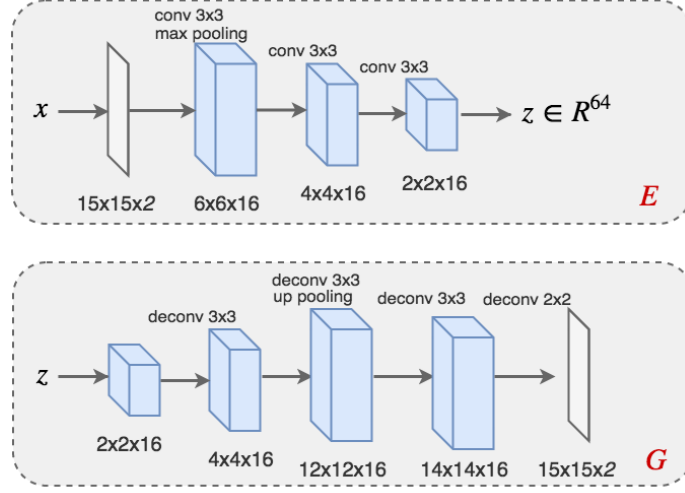 conv 3x3
max pooling
conv 3x3
conv 3x3
x
z ∈ R^64
15x15x2
6x6x16
4x4x16
2x2x16
E
deconv 3x3
deconv 3x3
up pooling
deconv 3x3
deconv 2x2
z
2x2x16
4x4x16
12x12x16
14x14x16
15x15x2
G